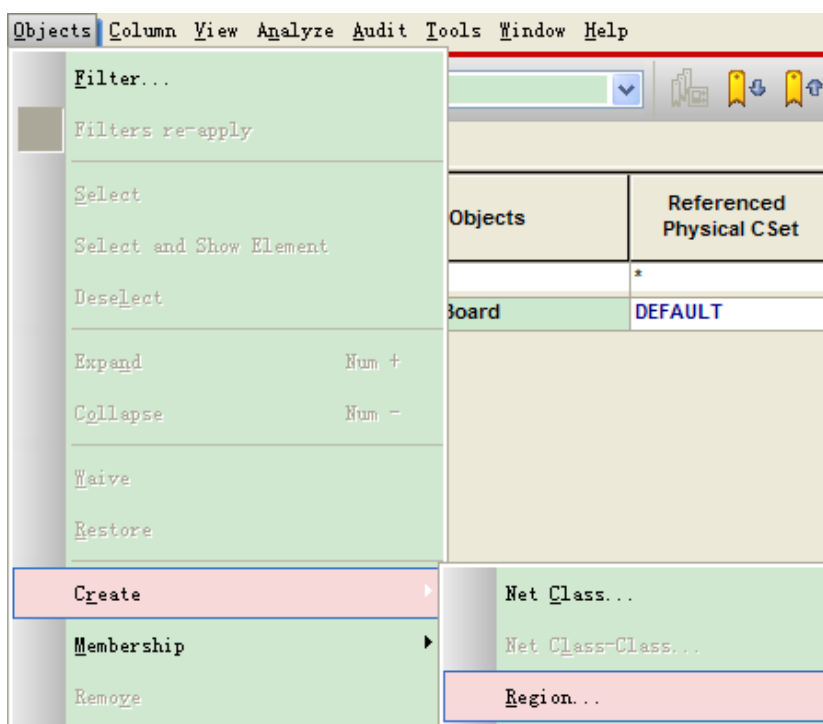 Objects Column View Analyze Audit Tools Window Help
Filter...
Filters re-apply
Select
Select and Show Element
Deselect
Expand Num +
Collapse Num -
Waive
Restore
Create
Membership
Remove
Net Class...
Net Class-Class...
Region...
Objects
Referenced
Physical CSet
*
Board
DEFAULT